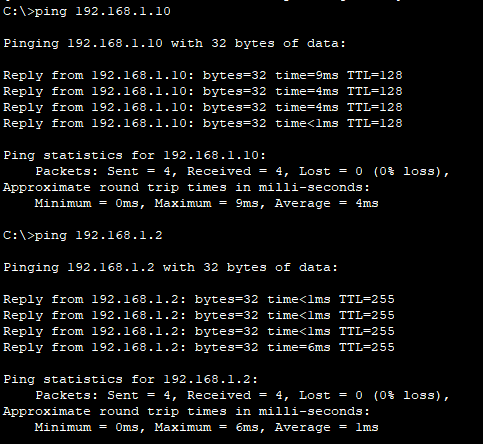 C:\>ping 192.168.1.10
Pinging 192.168.1.10 with 32 bytes of data:
Reply from 192.168.1.10: bytes=32 time=9ms TTL=128
Reply from 192.168.1.10: bytes=32 time=4ms TTL=128
Reply from 192.168.1.10: bytes=32 time=4ms TTL=128
Reply from 192.168.1.10: bytes=32 time<1ms TTL=128
Ping statistics for 192.168.1.10:
    Packets: Sent = 4, Received = 4, Lost = 0 (0% loss),
Approximate round trip times in milli-seconds:
    Minimum = 0ms, Maximum = 9ms, Average = 4ms
C:\>ping 192.168.1.2
Pinging 192.168.1.2 with 32 bytes of data:
Reply from 192.168.1.2: bytes=32 time<1ms TTL=255
Reply from 192.168.1.2: bytes=32 time<1ms TTL=255
Reply from 192.168.1.2: bytes=32 time<1ms TTL=255
Reply from 192.168.1.2: bytes=32 time=6ms TTL=255
Ping statistics for 192.168.1.2:
    Packets: Sent = 4, Received = 4, Lost = 0 (0% loss),
Approximate round trip times in milli-seconds:
    Minimum = 0ms, Maximum = 6ms, Average = 1ms